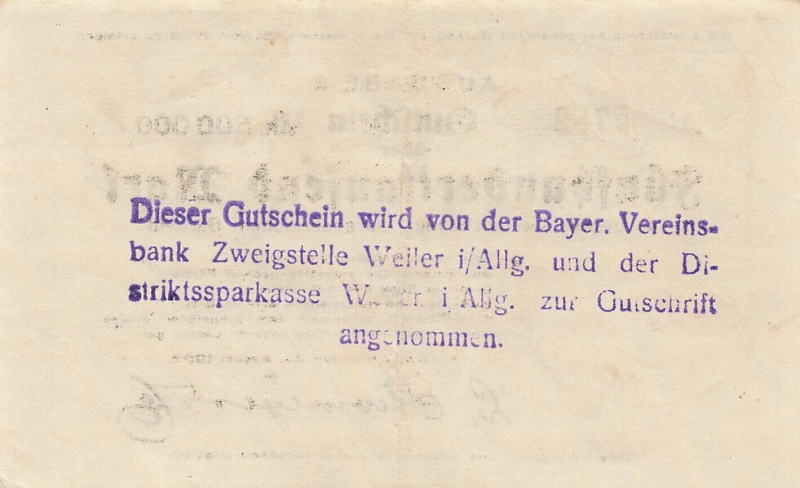 Dieser Gutschein wird von der Bayer. Vereins-
bank Zweigstelle Weiler i/Allg. und der Di-
striktssparkasse Weiler i/Allg. zur Gutschrift
angenommen.